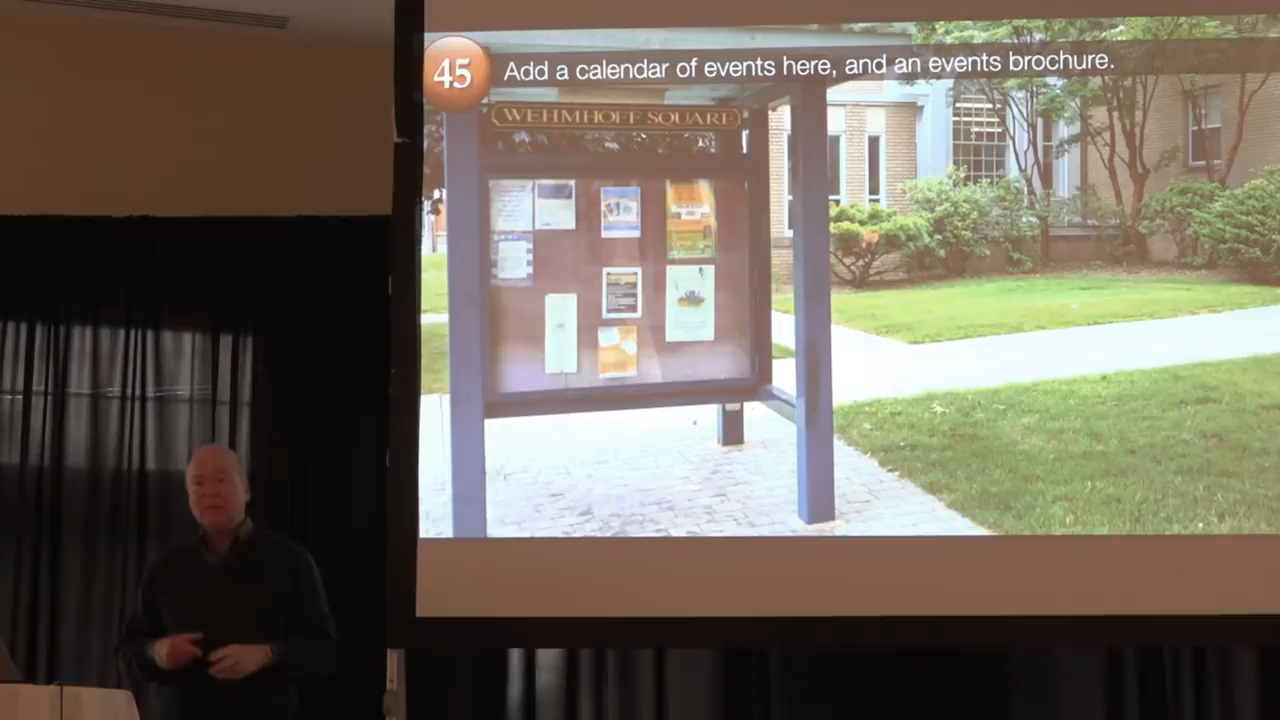 45
Add a calendar of events here, and an events brochure.
WEHMHOFF SQUARE